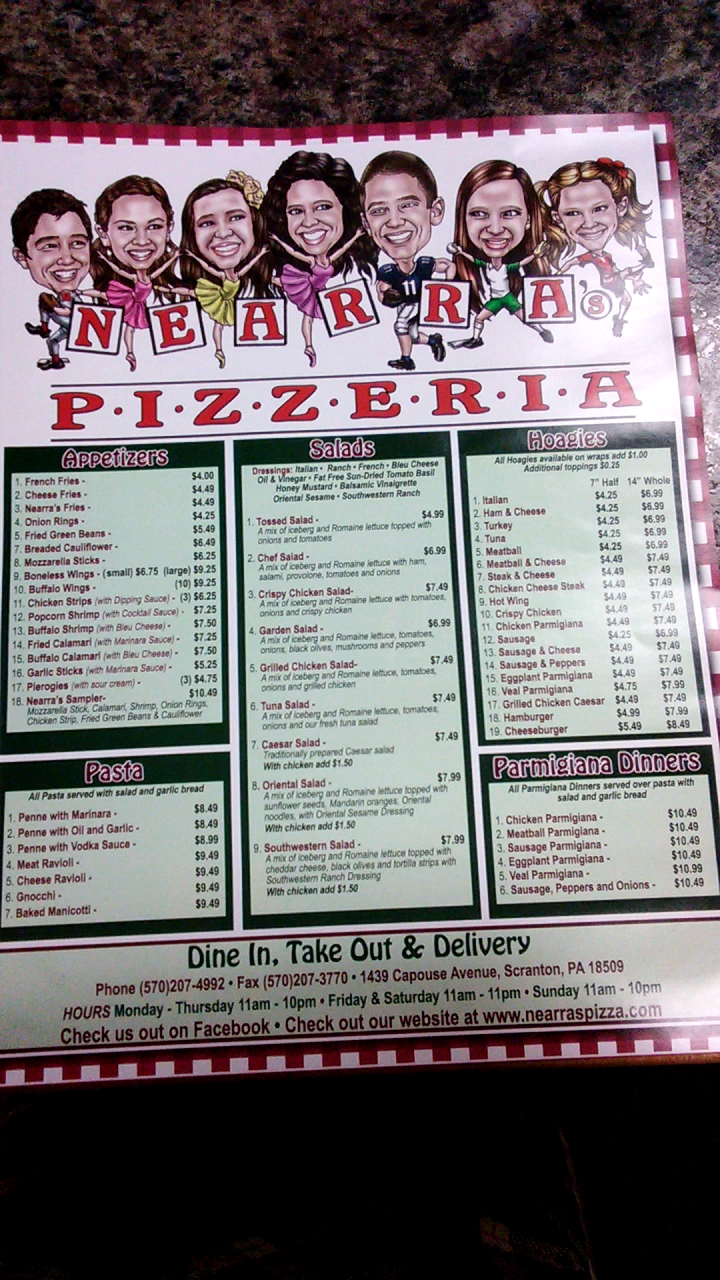 NEARRA's
P·I·Z·Z·E·R·I·A
11
Appetizers
1. French Fries - $4.00
2. Cheese Fries - $4.49
3. Nearra's Fries - $4.49
4. Onion Rings - $4.25
5. Fried Green Beans - $5.49
7. Breaded Cauliflower - $6.49
8. Mozzarella Sticks - $6.25
9. Boneless Wings - (small) $6.75 (large) $9.25
10. Buffalo Wings - (10) $9.25
11. Chicken Strips (with Dipping Sauce) - (3) $6.25
12. Popcorn Shrimp (with Cocktail Sauce) - $7.25
13. Buffalo Shrimp (with Bleu Cheese) - $7.50
14. Fried Calamari (with Marinara Sauce) - $7.25
15. Buffalo Calamari (with Bleu Cheese) - $7.50
16. Garlic Sticks (with Marinara Sauce) - $5.25
17. Pierogies (with sour cream) - (3) $4.75
18. Nearra's Sampler- $10.49
Mozzarella Stick, Calamari, Shrimp, Onion Rings,
Chicken Strip, Fried Green Beans & Cauliflower
Pasta
All Pasta served with salad and garlic bread
1. Penne with Marinara - $8.49
2. Penne with Oil and Garlic - $8.49
3. Penne with Vodka Sauce - $8.99
4. Meat Ravioli - $9.49
5. Cheese Ravioli - $9.49
6. Gnocchi - $9.49
7. Baked Manicotti - $9.49
Salads
Dressings: Italian • Ranch • French • Bleu Cheese
Oil & Vinegar • Fat Free Sun-Dried Tomato Basil
Honey Mustard • Balsamic Vinaigrette
Oriental Sesame • Southwestern Ranch
1. Tossed Salad - $4.99
A mix of iceberg and Romaine lettuce topped with
onions and tomatoes
2. Chef Salad - $6.99
A mix of iceberg and Romaine lettuce with ham,
salami, provolone, tomatoes and onions
3. Crispy Chicken Salad- $7.49
A mix of iceberg and Romaine lettuce with tomatoes,
onions and crispy chicken
4. Garden Salad - $6.99
A mix of iceberg and Romaine lettuce, tomatoes,
onions, black olives, mushrooms and peppers
5. Grilled Chicken Salad- $7.49
A mix of iceberg and Romaine lettuce, tomatoes,
onions and grilled chicken
6. Tuna Salad - $7.49
A mix of iceberg and Romaine lettuce, tomatoes,
onions and our fresh tuna salad
7. Caesar Salad - $7.49
Traditionally prepared Caesar salad
With chicken add $1.50
8. Oriental Salad - $7.99
A mix of iceberg and Romaine lettuce topped with
sunflower seeds, Mandarin oranges, Oriental
noodles, with Oriental Sesame Dressing
With chicken add $1.50
9. Southwestern Salad - $7.99
A mix of iceberg and Romaine lettuce topped with
cheddar cheese, black olives and tortilla strips with
Southwestern Ranch Dressing
With chicken add $1.50
Hoagies
All Hoagies available on wraps add $1.00
Additional toppings $0.25
7" Half 14" Whole
1. Italian $4.25 $6.99
2. Ham & Cheese $4.25 $6.99
3. Turkey $4.25 $6.99
4. Tuna $4.25 $6.99
5. Meatball $4.25 $6.99
6. Meatball & Cheese $4.49 $7.49
7. Steak & Cheese $4.49 $7.49
8. Chicken Cheese Steak $4.49 $7.49
9. Hot Wing $4.49 $7.49
10. Crispy Chicken $4.49 $7.49
11. Chicken Parmigiana $4.49 $7.49
12. Sausage $4.25 $6.99
13. Sausage & Cheese $4.49 $7.49
14. Sausage & Peppers $4.49 $7.49
15. Eggplant Parmigiana $4.49 $7.49
16. Veal Parmigiana $4.75 $7.99
17. Grilled Chicken Caesar $4.49 $7.49
18. Hamburger $4.99 $7.99
19. Cheeseburger $5.49 $8.49
Parmigiana Dinners
All Parmigiana Dinners served over pasta with
salad and garlic bread
1. Chicken Parmigiana - $10.49
2. Meatball Parmigiana - $10.49
3. Sausage Parmigiana - $10.49
4. Eggplant Parmigiana - $10.49
5. Veal Parmigiana - $10.99
6. Sausage, Peppers and Onions - $10.49
Dine In, Take Out & Delivery
Phone (570)207-4992 • Fax (570)207-3770 • 1439 Capouse Avenue, Scranton, PA 18509
HOURS Monday - Thursday 11am - 10pm • Friday & Saturday 11am - 11pm • Sunday 11am - 10pm
Check us out on Facebook • Check out our website at www.nearraspizza.com